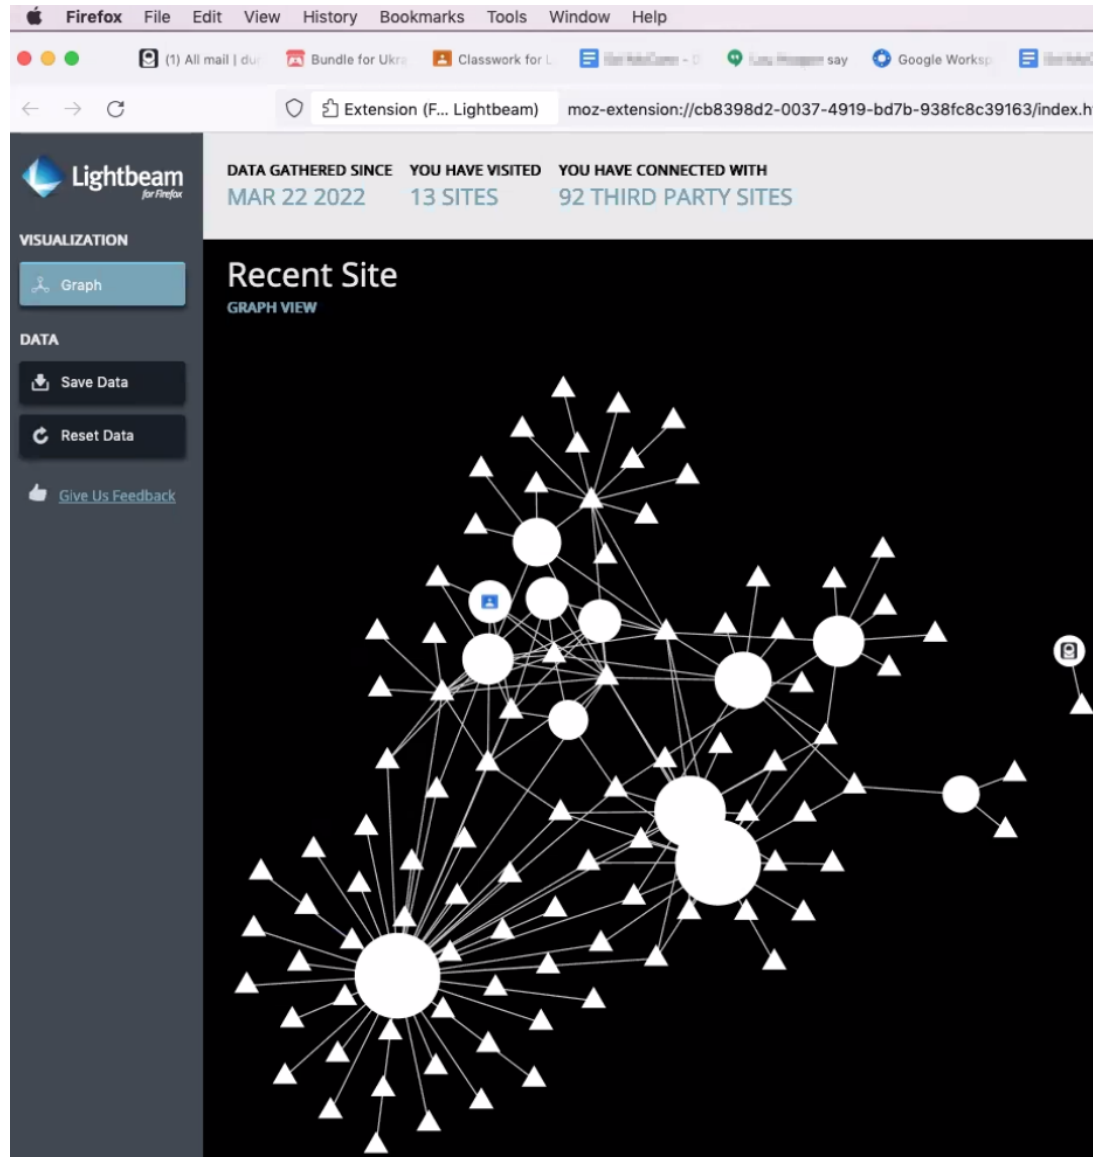 Firefox File Edit View History Bookmarks Tools Window Help
(1) All mail | du Bundle for Ukra Classwork for L say Google Worksp
Extension (F... Lightbeam) moz-extension://cb8398d2-0037-4919-bd7b-938fc8c39163/index.h
Lightbeam
for Firefox
DATA GATHERED SINCE YOU HAVE VISITED YOU HAVE CONNECTED WITH
MAR 22 2022 13 SITES 92 THIRD PARTY SITES
VISUALIZATION
Graph
Recent Site
GRAPH VIEW
DATA
Save Data
Reset Data
Give Us Feedback